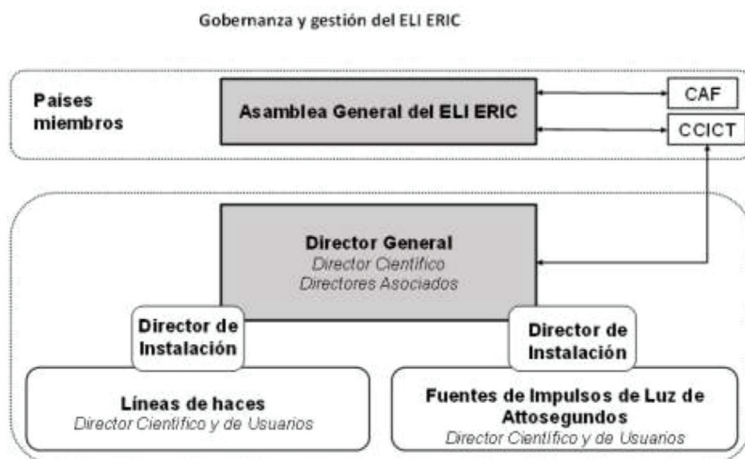 Gobernanza y gestión del ELI ERIC
Países
miembros
Asamblea General del ELI ERIC
CAF
CCICT
Director General
Director Científico
Directores Asociados
Director de
Instalación
Director de
Instalación
Líneas de haces
Director Científico y de Usuarios
Fuentes de Impulsos de Luz de
Attosegundos
Director Científico y de Usuarios